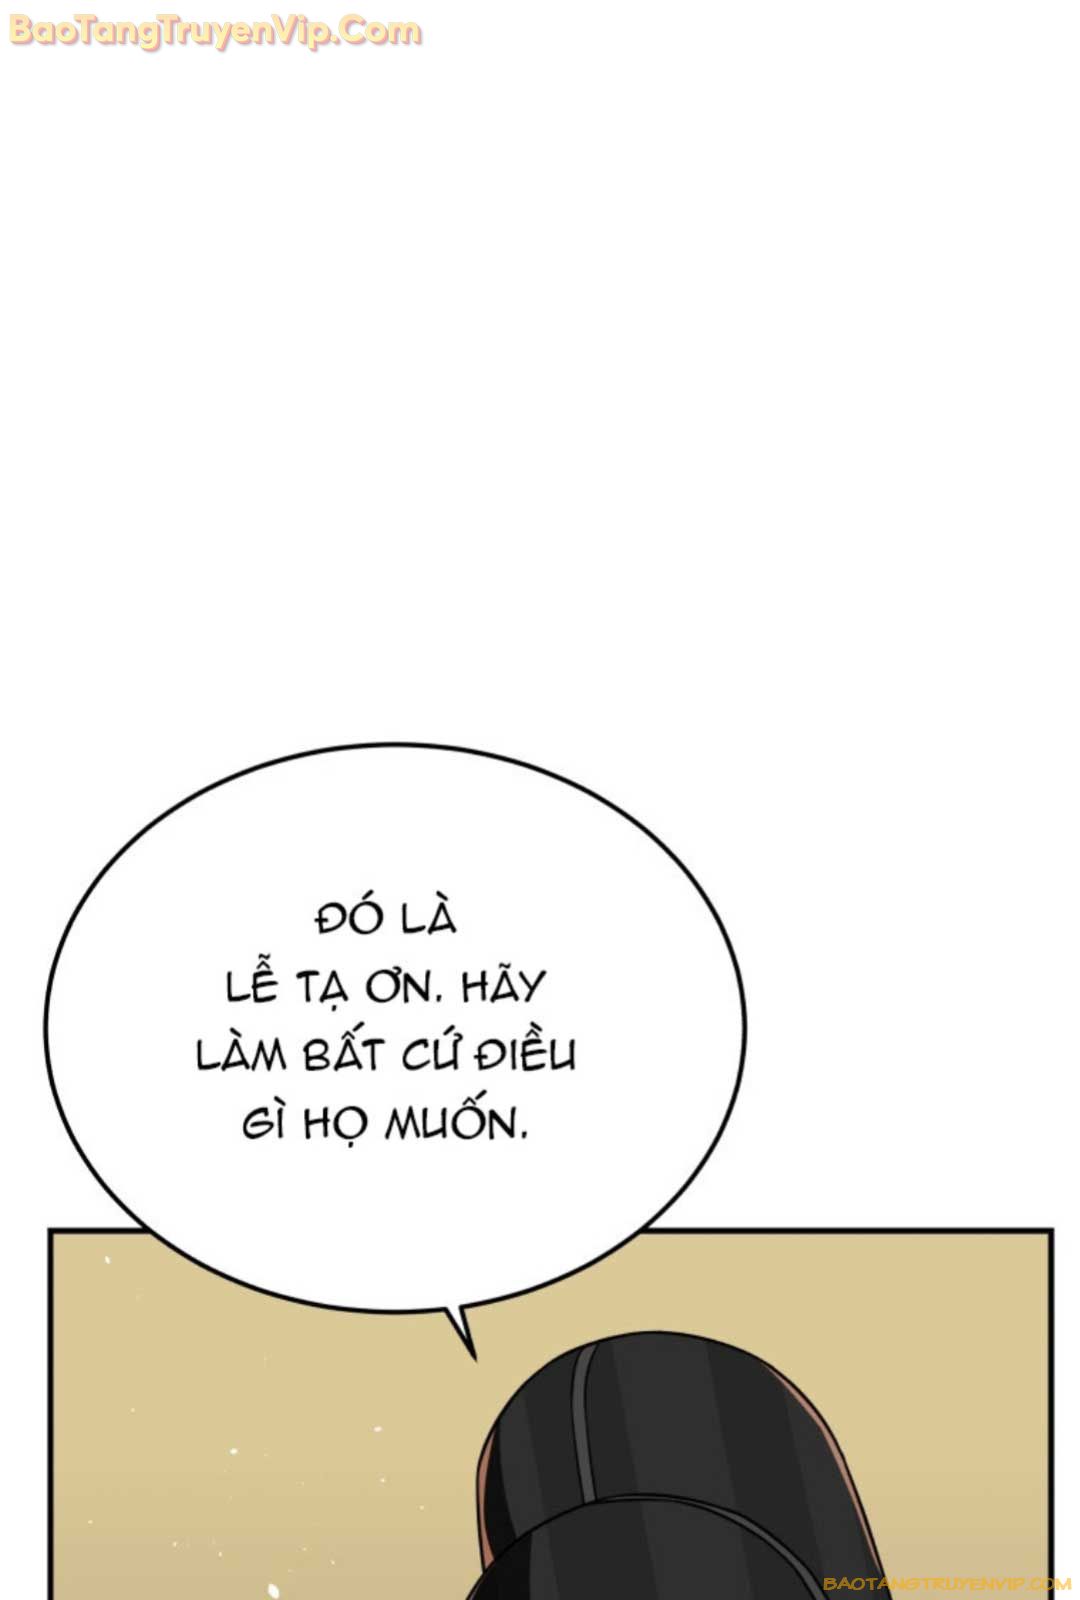 BaoTangTruyenVip.Com
ĐÓ LÀ
LỄ TẠ ƠN. HÃY
LÀM BẤT CỨ ĐIỀU
GÌ HỌ MUỐN.
BAOTANGTRUYENVIP.COM